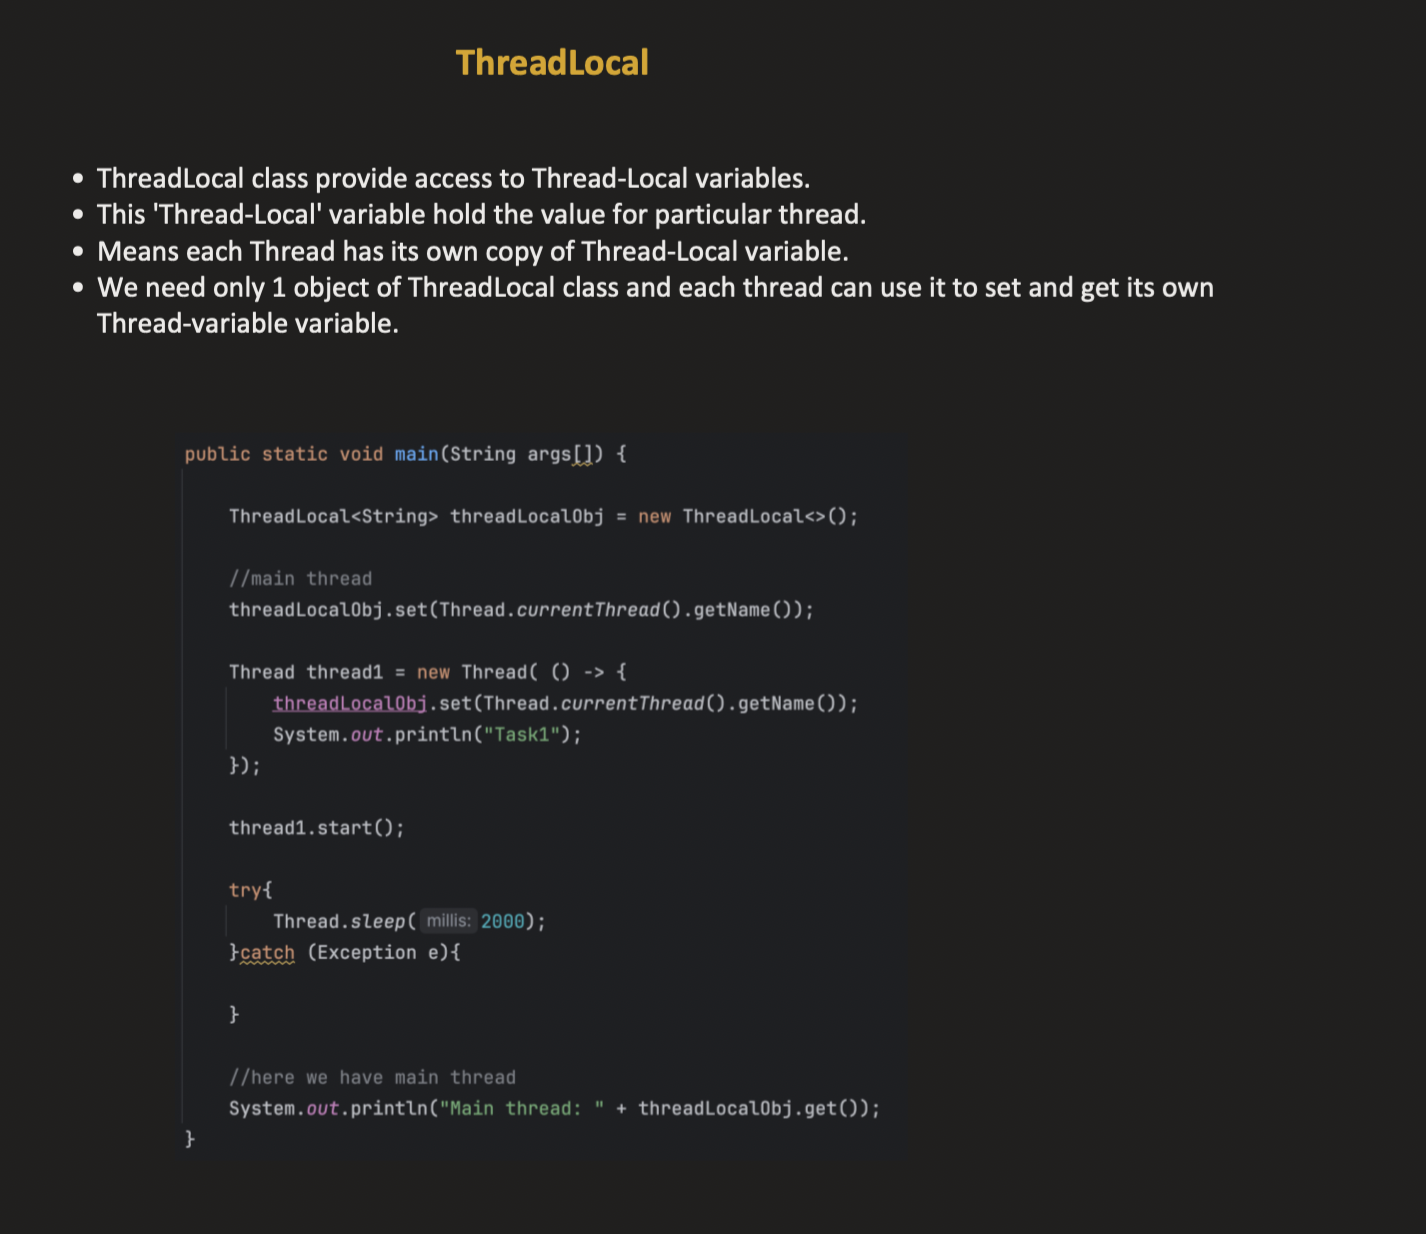 ThreadLocal
• ThreadLocal class provide access to Thread-Local variables.
• This 'Thread-Local' variable hold the value for particular thread.
• Means each Thread has its own copy of Thread-Local variable.
• We need only 1 object of ThreadLocal class and each thread can use it to set and get its own
Thread-variable variable.
public static void main(String args[]) {
ThreadLocal<String> threadLocalObj = new ThreadLocal<>();
//main thread
threadLocalObj.set(Thread.currentThread().getName());
Thread thread1 = new Thread( () -> {
threadLocalObj.set(Thread.currentThread().getName());
System.out.println("Task1");
});
thread1.start();
try{
Thread.sleep( millis: 2000);
}catch (Exception e){
}
//here we have main thread
System.out.println("Main thread: " + threadLocalObj.get());
}